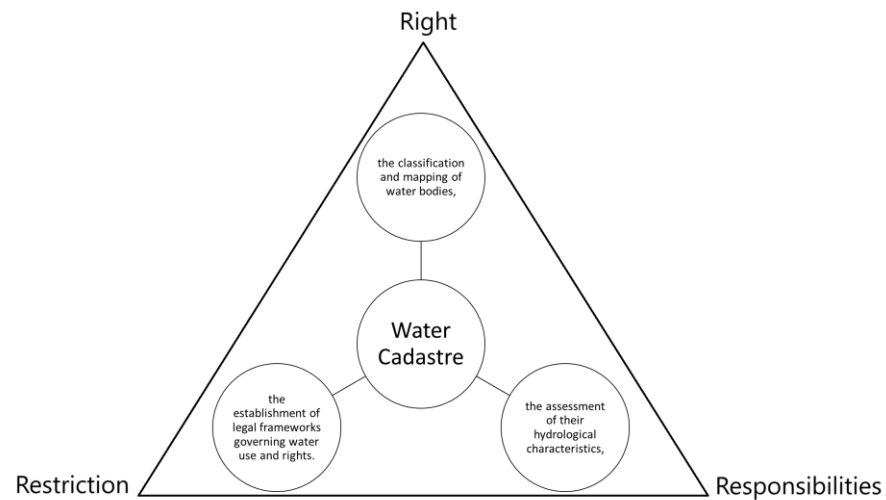 Right
the classification
and mapping of
water bodies,
Water
Cadastre
the
establishment of
legal frameworks
governing water
use and rights.
the assessment
of their
hydrological
characteristics,
Restriction
Responsibilities